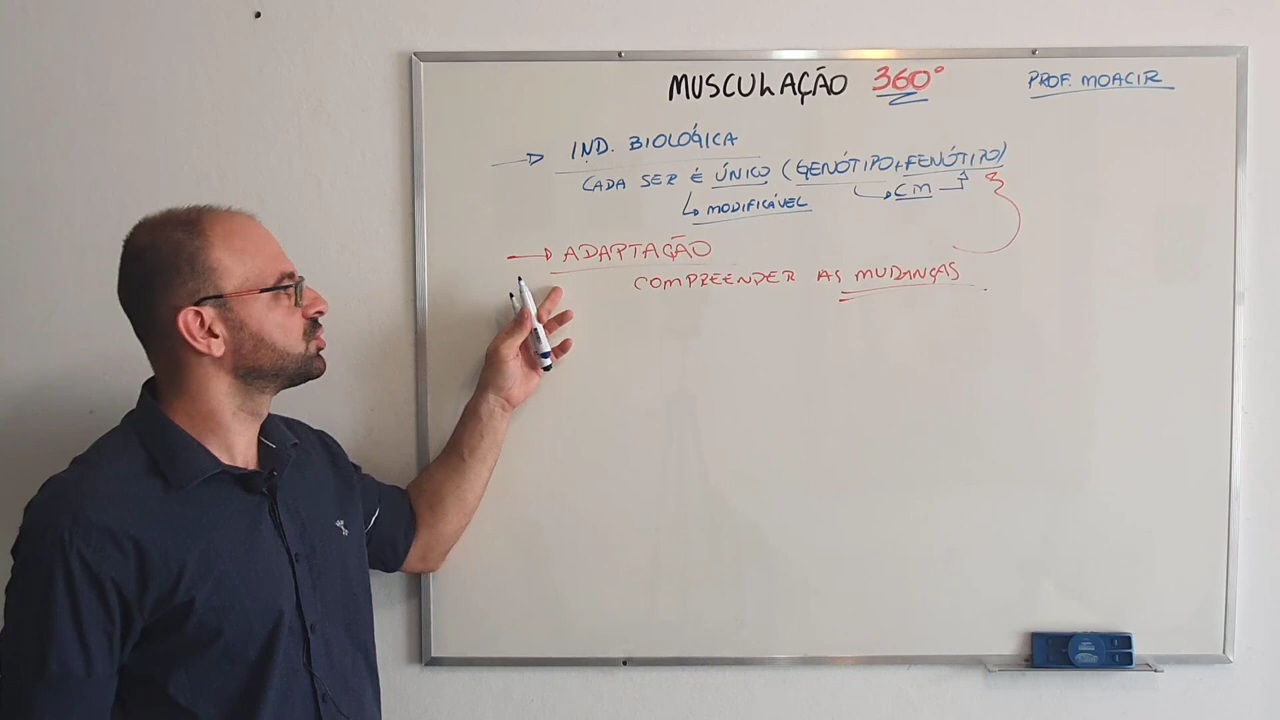 MUSCULAÇÃO 360°
PROF. MOACIR
IND. BIOLÓGICA
CADA SER É ÚNICO (GENÓTIPO+FENÓTIPO)
CM
MODIFICÁVEL
ADAPTAÇÃO
COMPREENDER AS MUDANÇAS